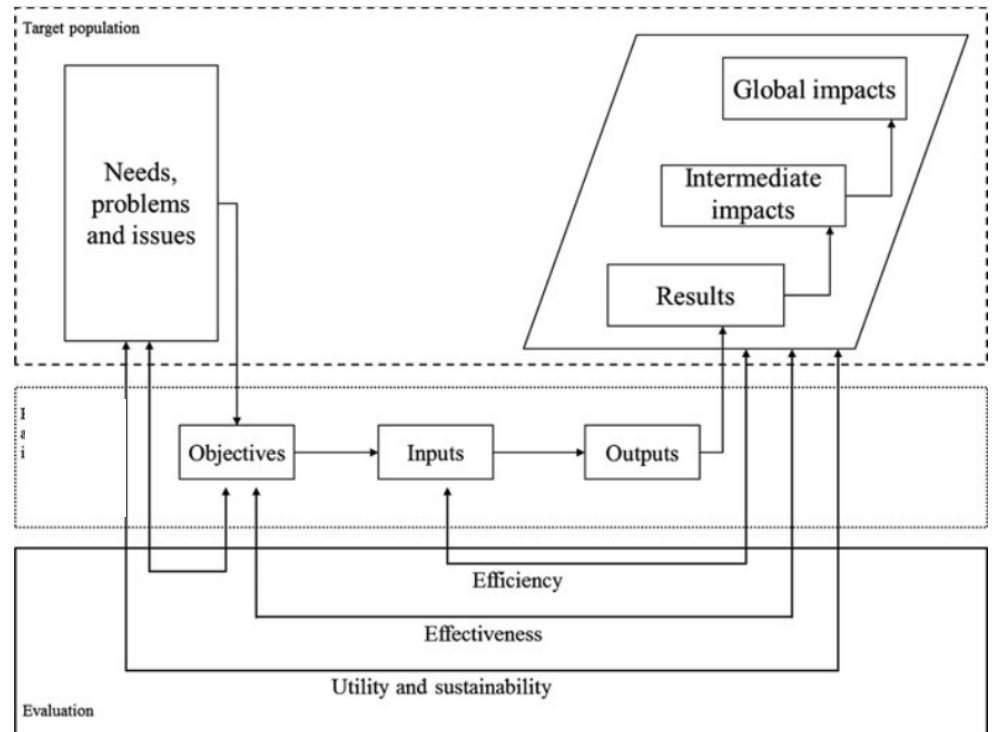 Target population
Needs,
problems
and issues
Global impacts
Intermediate
impacts
Results
Objectives
Inputs
Outputs
Efficiency
Effectiveness
Utility and sustainability
Evaluation